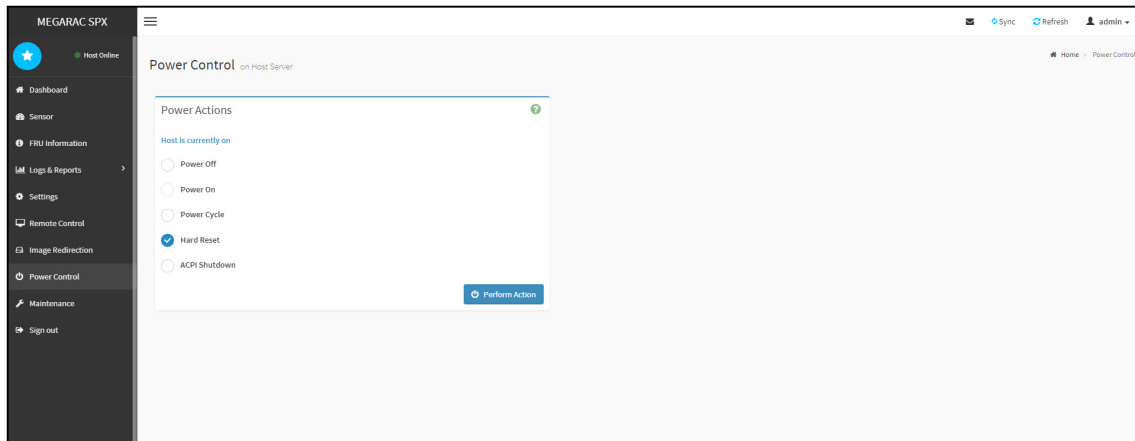 MEGARAC SPX
Sync Refresh admin
Host Online
Home > Power Control
Power Control on Host Server
Dashboard
Sensor
FRU Information
Logs & Reports >
Settings
Remote Control
Image Redirection
Power Control
Maintenance
Sign out
Power Actions ?
Host is currently on
Power Off
Power On
Power Cycle
Hard Reset
ACPI Shutdown
Perform Action